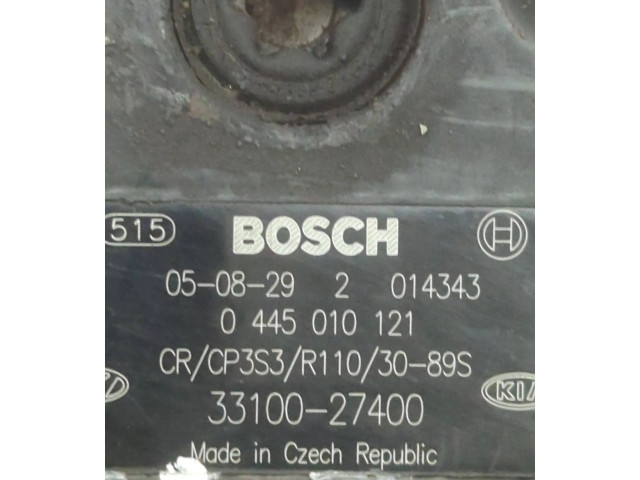 515 BOSCH
05-08-29 2 014343
0 445 010 121
CR/CP3S3/R110/30-89S
33100-27400 KIA
Made in Czech Republic